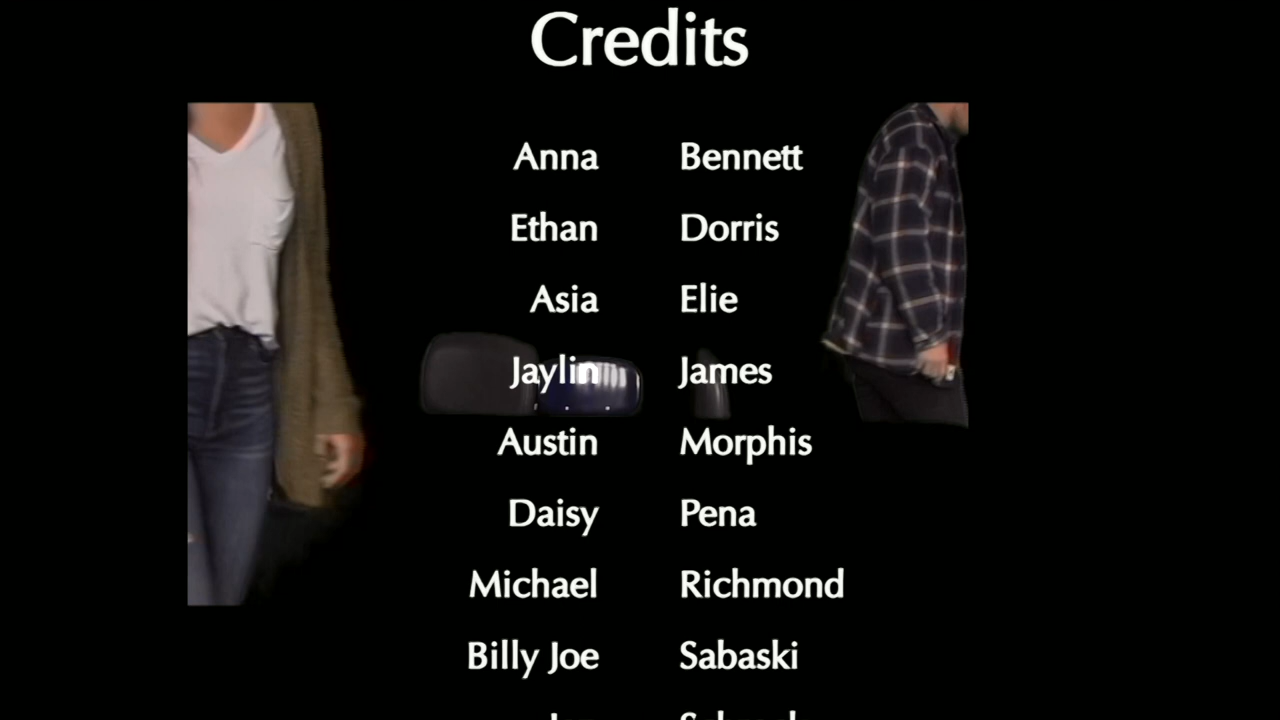 Credits
Anna Bennett
Ethan Dorris
Asia Elie
Jaylin James
Austin Morphis
Daisy Pena
Michael Richmond
Billy Joe Sabaski